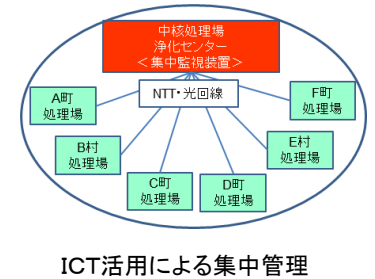 中核処理場
浄化センター
＜集中監視装置＞
NTT・光回線
A町
処理場
F町
処理場
B村
処理場
E村
処理場
C町
処理場
D町
処理場
ICT活用による集中管理